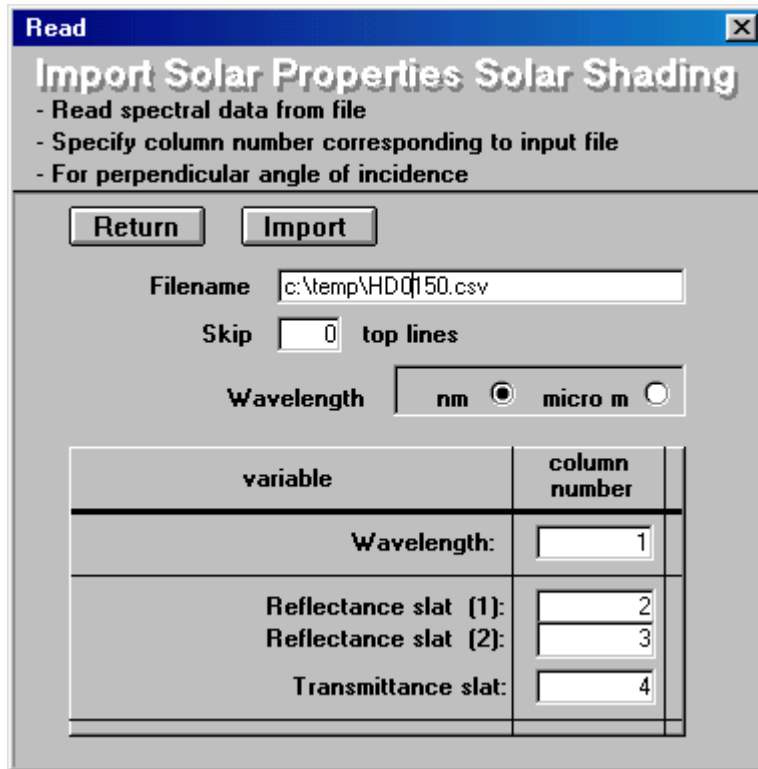 Read
Import Solar Properties Solar Shading
- Read spectral data from file
- Specify column number corresponding to input file
- For perpendicular angle of incidence
Return Import
Filename c:\temp\HD0150.csv
Skip 0 top lines
Wavelength nm micro m
variable column number
Wavelength: 1
Reflectance slat (1): 2
Reflectance slat (2): 3
Transmittance slat: 4